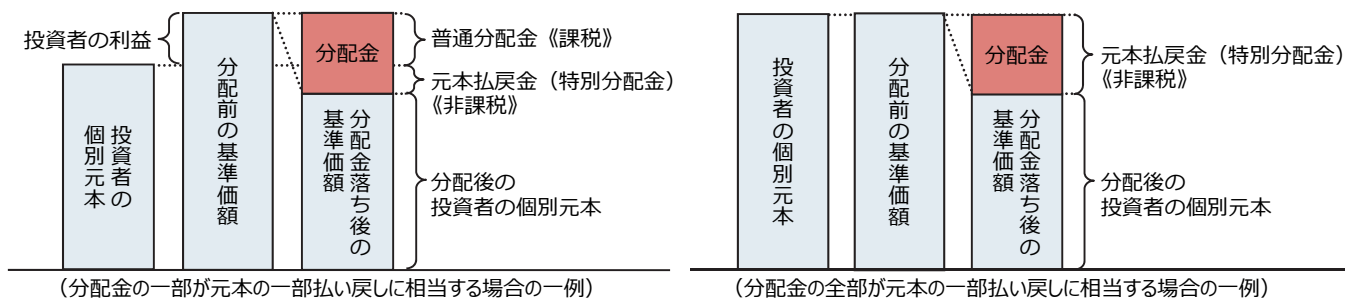 投資者の利益
投資者の
個別元本
分配前の基準価額
分配金
分配金落ち後の
基準価額
普通分配金《課税》
元本払戻金（特別分配金）
《非課税》
分配後の
投資者の個別元本
（分配金の一部が元本の一部払い戻しに相当する場合の一例）
投資者の個別元本
分配前の基準価額
分配金
分配金落ち後の
基準価額
元本払戻金（特別分配金）
《非課税》
分配後の
投資者の個別元本
（分配金の全部が元本の一部払い戻しに相当する場合の一例）